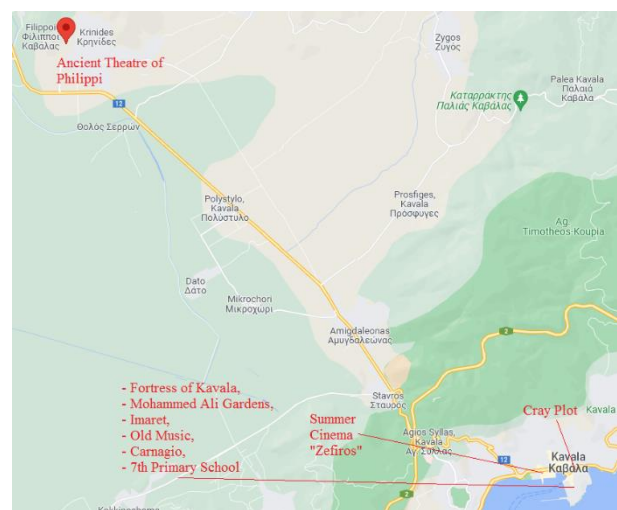 Filippoi
Φίλιπποι
Καβάλας
Krinides
Κρηνίδες
Ancient Theatre of
Philippi
12
Θολός Σερρών
Zygos
Ζυγός
Palea Kavala
Παλαιά
Καβάλα
Καταρράκτης
Παλιάς Καβάλας
Polystylo,
Kavala
Πολύστυλο
Prosfiges,
Kavala
Πρόσφυγες
Ag.
Timotheos-Koupia
Dato
Δάτο
Mikrochori
Μικροχώρι
Amigdaleonas
Αμυγδαλεώνας
2
- Fortress of Kavala,
- Mohammed Ali Gardens,
- Imaret,
- Old Music,
- Carnagio,
- 7th Primary School
Stavros
Σταυρός
Summer
Cinema
"Zefiros"
Cray Plot
Kavala
Agios Syllas,
Kavala
Αγ. Σύλλας
12
Kavala
Καβάλα
2